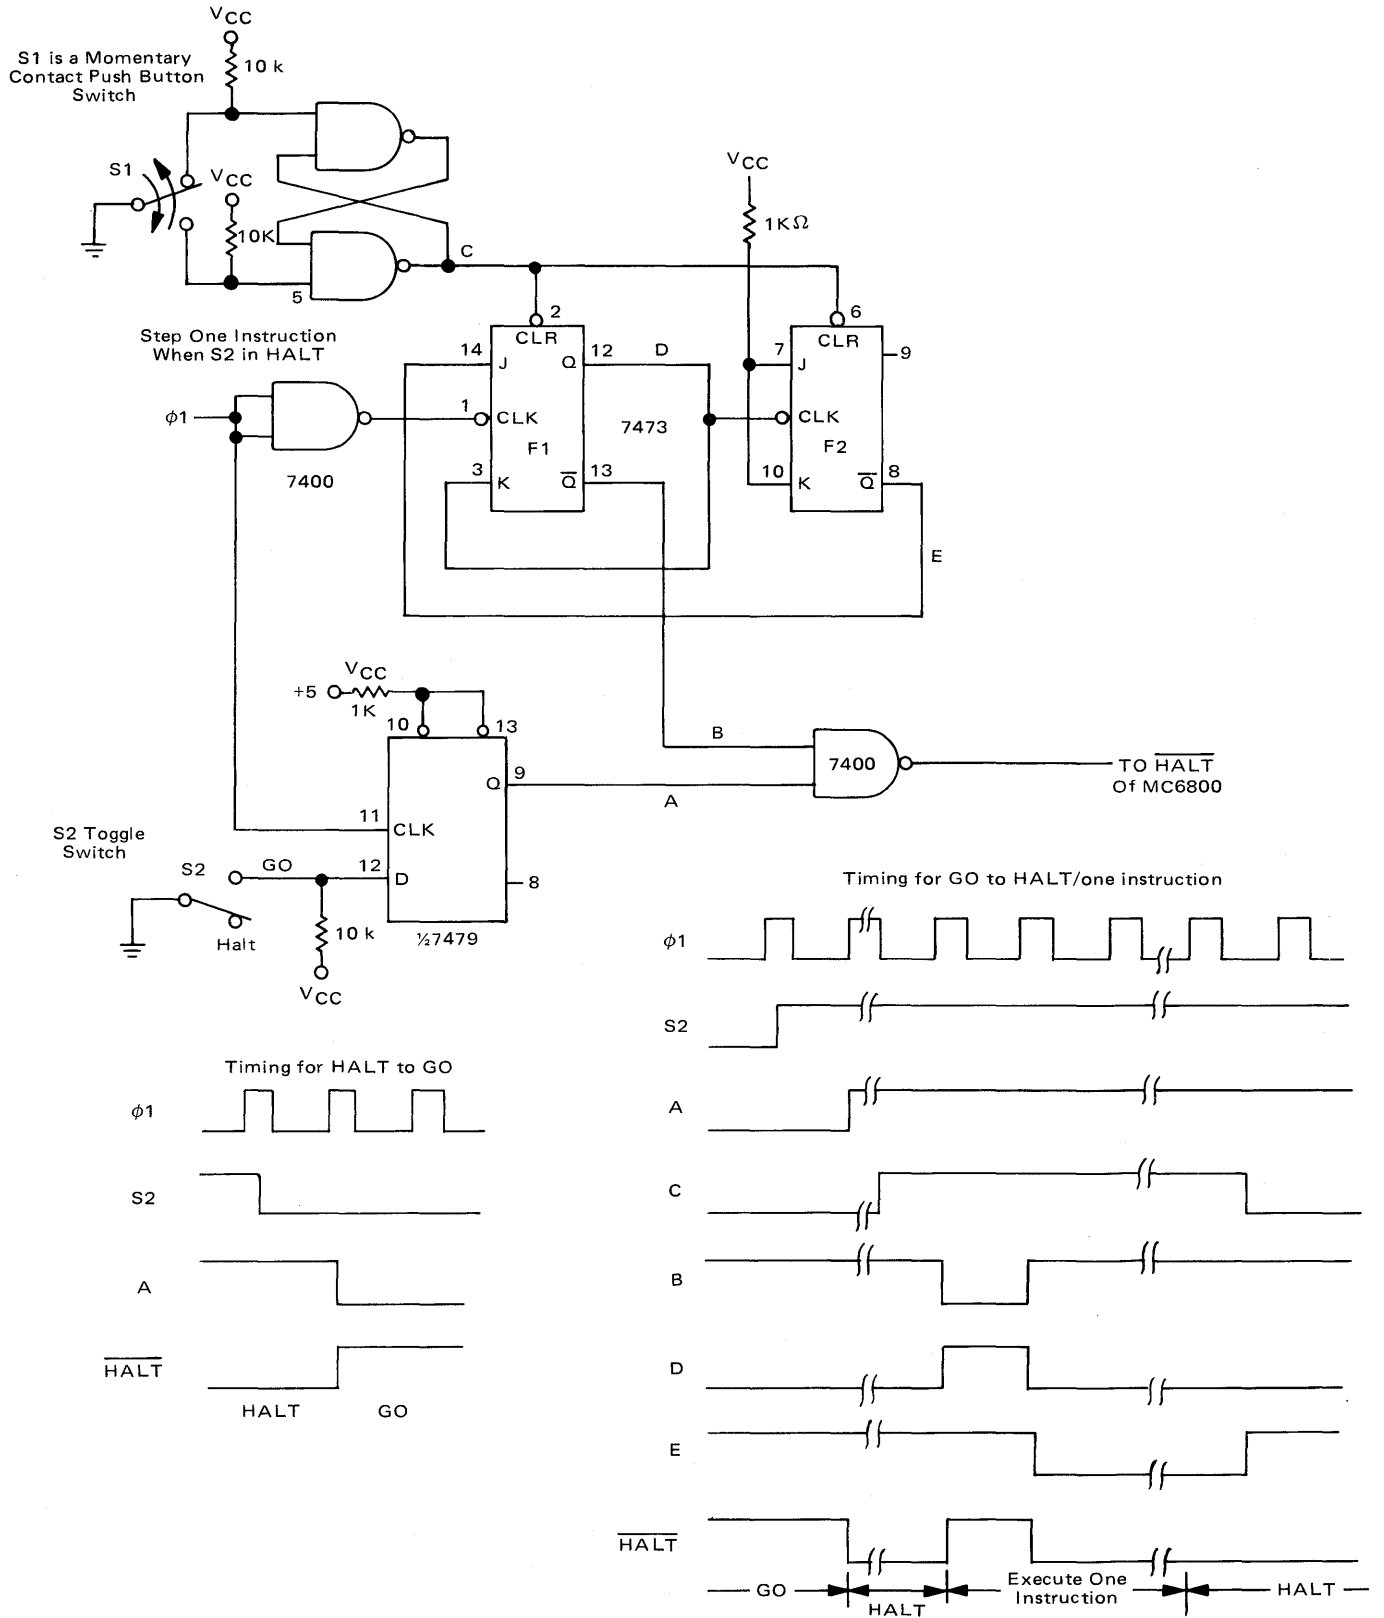 VCC
S1 is a Momentary
Contact Push Button
Switch
10 k
S1
VCC
10K
5
C
VCC
1KΩ
Step One Instruction
When S2 in HALT
ϕ1
7400
2
CLR
14
J
Q
12
D
1
CLK
F1
7473
3
K
Q̅
13
6
CLR
7
J
9
CLK
F2
10
K
Q̅
8
E
VCC
+5
1K
10
13
Q
9
A
B
7400
TO H̅A̅L̅T̅
Of MC6800
11
CLK
S2 Toggle
Switch
S2
GO
12
D
8
Halt
10 k
½7479
VCC
Timing for HALT to GO
ϕ1
S2
A
H̅A̅L̅T̅
HALT
GO
Timing for GO to HALT/one instruction
ϕ1
S2
A
C
B
D
E
H̅A̅L̅T̅
GO
HALT
Execute One
Instruction
HALT